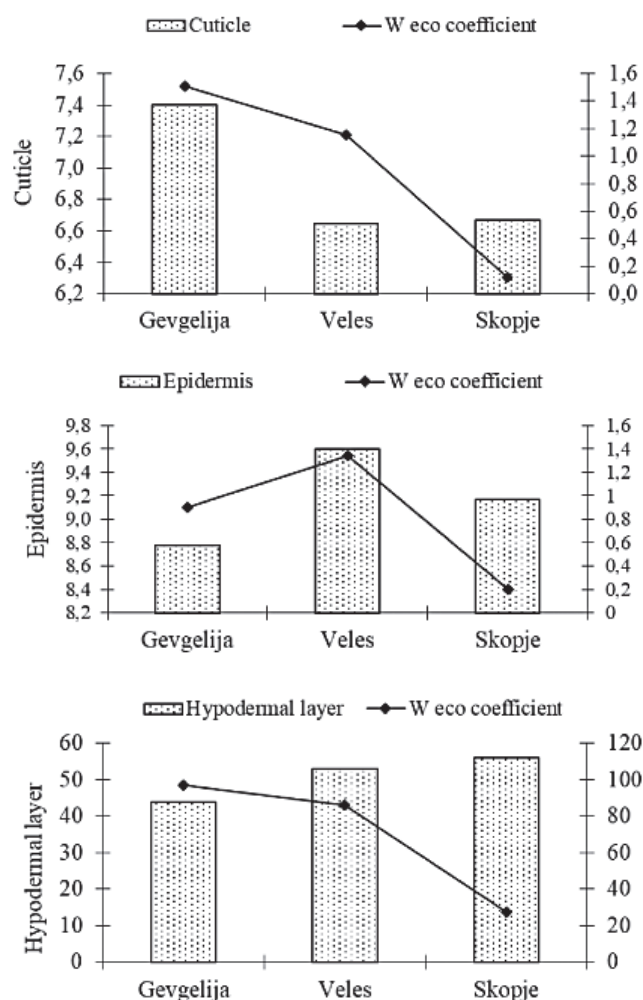 Cuticle W eco coefficient
7,6 1,6
7,4 1,4
7,2 1,2
7,0 1,0
6,8 0,8
6,6 0,6
6,4 0,4
6,2 0,2
0,0
Cuticle
Gevgelija Veles Skopje
Epidermis W eco coefficient
9,8 1,6
9,6 1,4
9,4 1,2
9,2 1
9,0 0,8
8,8 0,6
8,6 0,4
8,4 0,2
8,2 0
Epidermis
Gevgelija Veles Skopje
Hypodermal layer W eco coefficient
60 120
50 100
40 80
30 60
20 40
10 20
0 0
Hypodermal layer
Gevgelija Veles Skopje